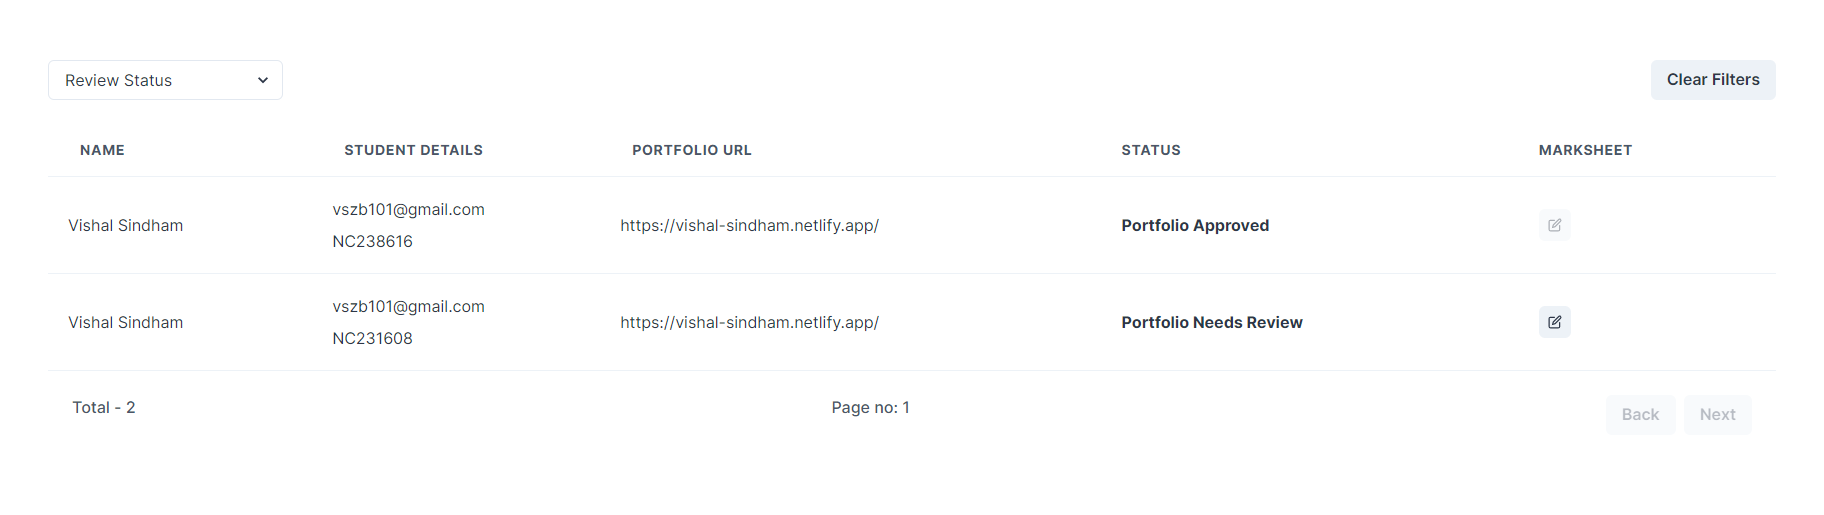 Review Status
Clear Filters
NAME STUDENT DETAILS PORTFOLIO URL STATUS MARKSHEET
vszb101@gmail.com
Vishal Sindham https://vishal-sindham.netlify.app/ Portfolio Approved
NC238616
vszb101@gmail.com
Vishal Sindham https://vishal-sindham.netlify.app/ Portfolio Needs Review
NC231608
Total - 2 Page no: 1
Back Next